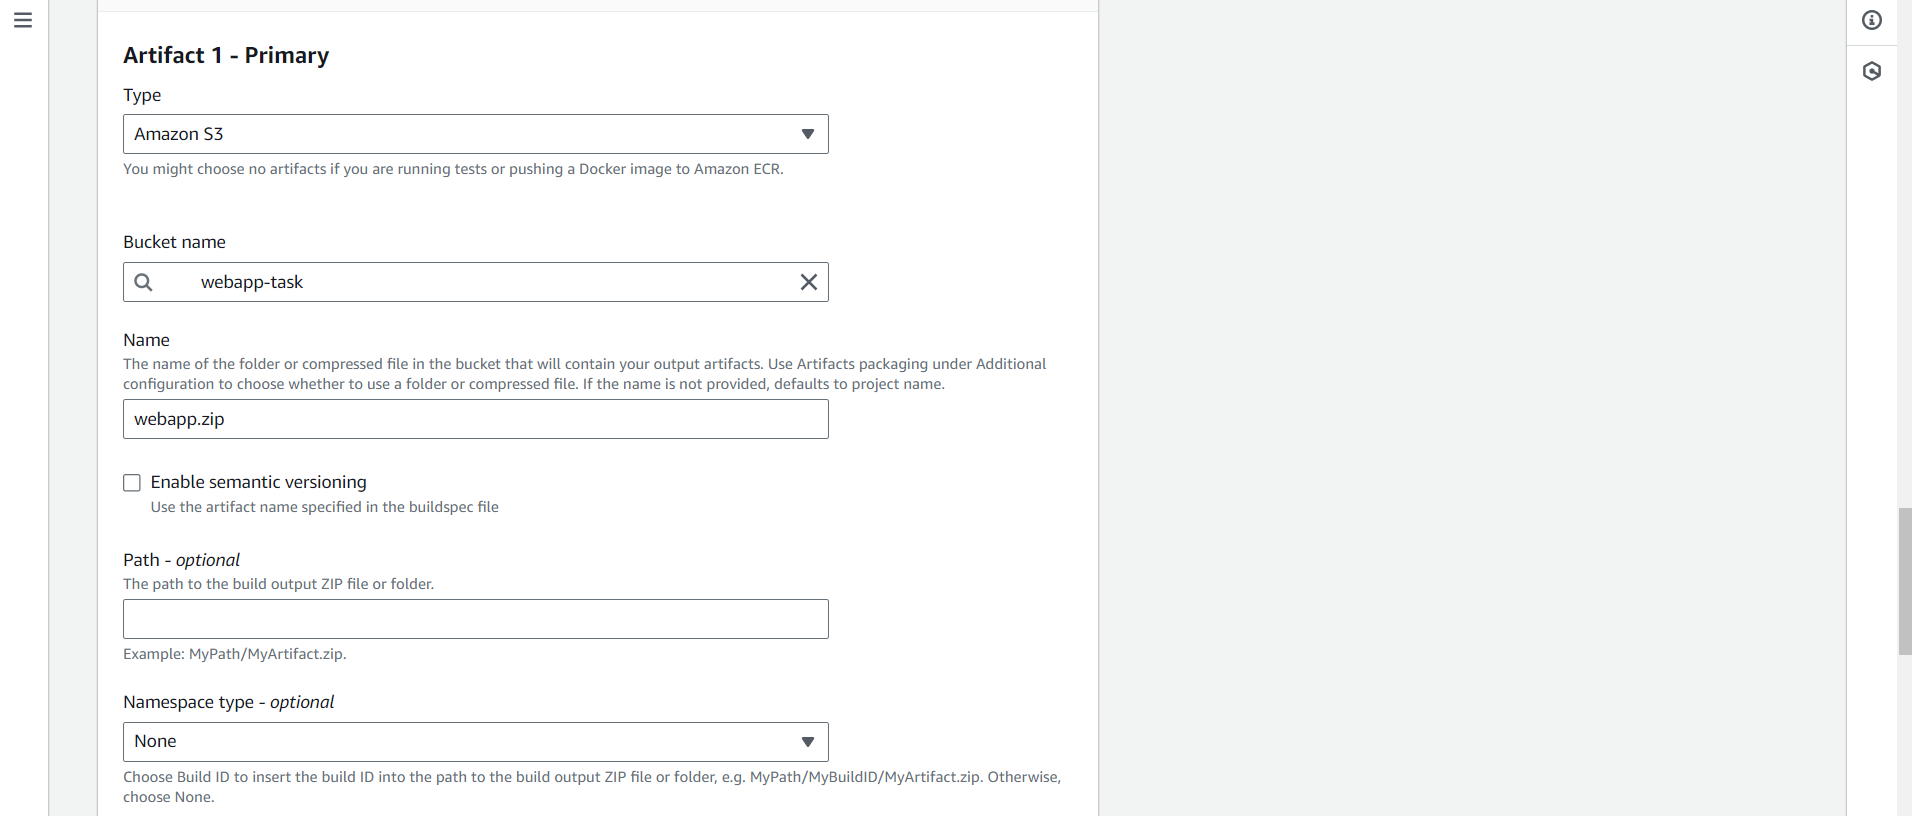 Artifact 1 - Primary
Type
Amazon S3
You might choose no artifacts if you are running tests or pushing a Docker image to Amazon ECR.
Bucket name
webapp-task
Name
The name of the folder or compressed file in the bucket that will contain your output artifacts. Use Artifacts packaging under Additional
configuration to choose whether to use a folder or compressed file. If the name is not provided, defaults to project name.
webapp.zip
Enable semantic versioning
Use the artifact name specified in the buildspec file
Path - optional
The path to the build output ZIP file or folder.
Example: MyPath/MyArtifact.zip.
Namespace type - optional
None
Choose Build ID to insert the build ID into the path to the build output ZIP file or folder, e.g. MyPath/MyBuildID/MyArtifact.zip. Otherwise,
choose None.